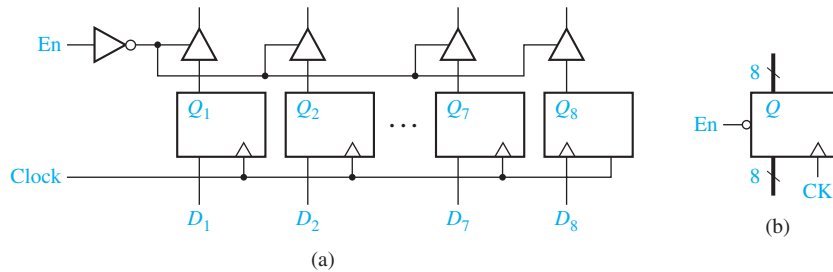 En
Q1 Q2 ... Q7 Q8
Clock
D1 D2 D7 D8
(a)
8
Q
En
8
CK
(b)